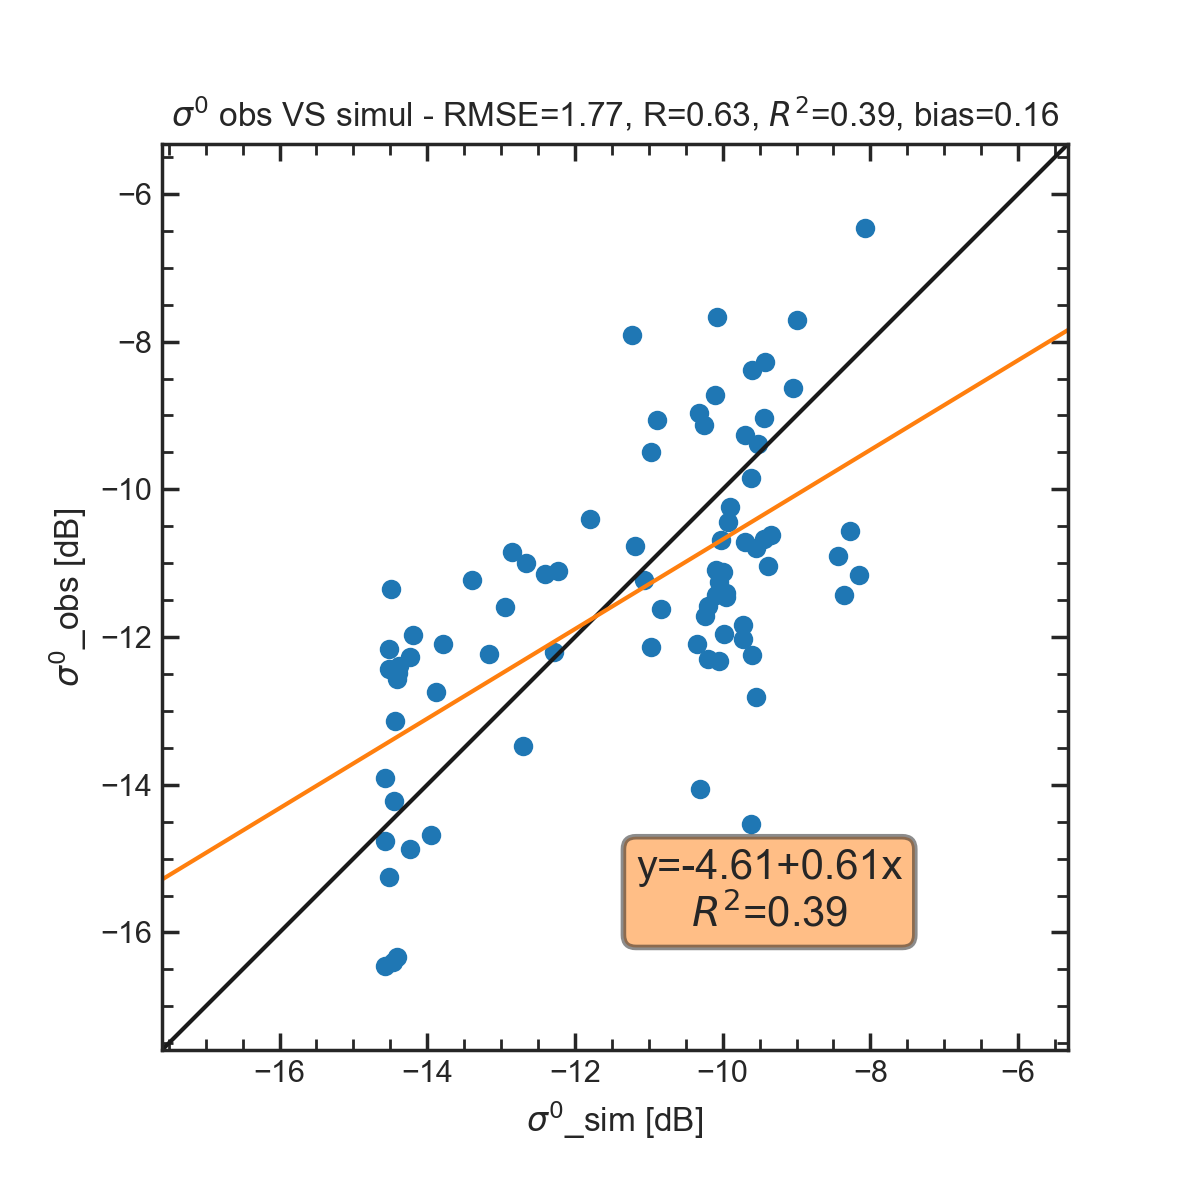 σ⁰ obs VS simul - RMSE=1.77, R=0.63, R²=0.39, bias=0.16
−6
−8
−10
−12
−14
−16
σ⁰_obs [dB]
y=-4.61+0.61x
R²=0.39
−16 −14 −12 −10 −8 −6
σ⁰_sim [dB]